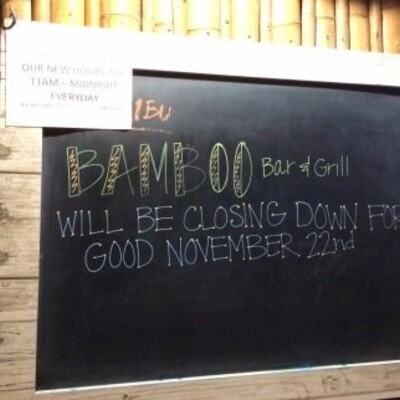 OUR NEW HOURS
11AM – MIDNIGHT
EVERYDAY
BAMBOO Bar & Grill
WILL BE CLOSING DOWN FOR
GOOD NOVEMBER 22nd